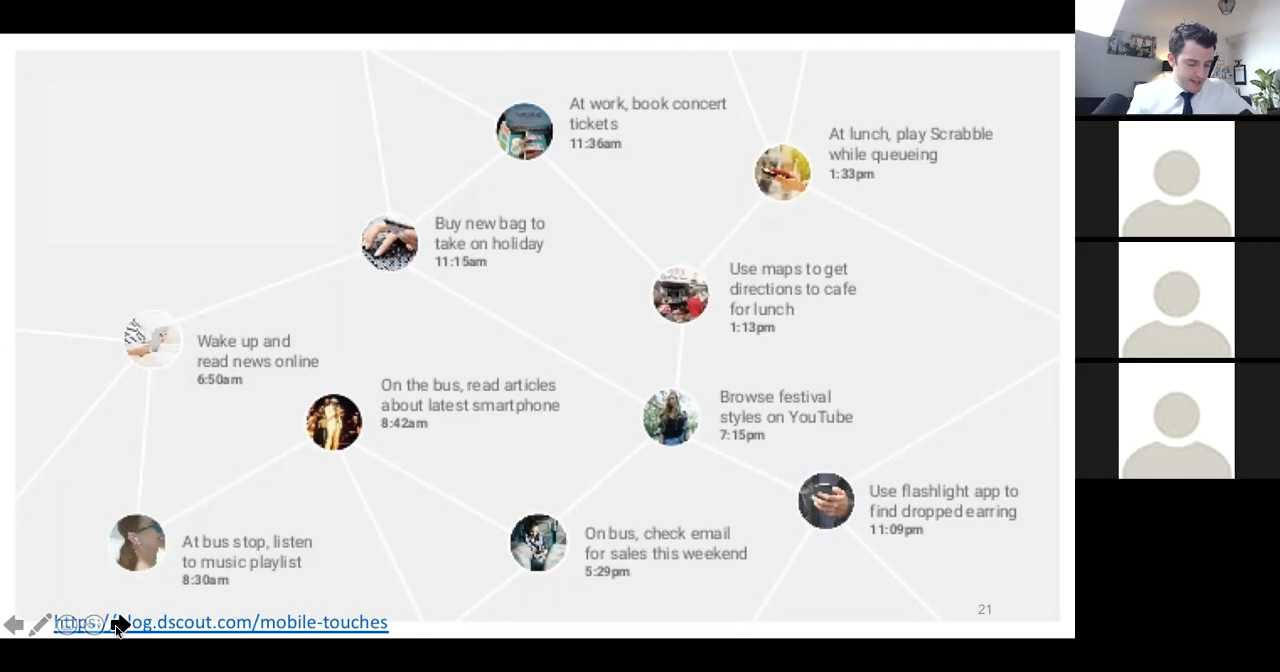 At work, book concert
tickets
11:36am
At lunch, play Scrabble
while queueing
1:33pm
Buy new bag to
take on holiday
11:15am
Use maps to get
directions to cafe
for lunch
1:13pm
Wake up and
read news online
6:50am
On the bus, read articles
about latest smartphone
8:42am
Browse festival
styles on YouTube
7:15pm
Use flashlight app to
find dropped earring
11:09pm
At bus stop, listen
to music playlist
8:30am
On bus, check email
for sales this weekend
5:29pm
21
https://blog.dscout.com/mobile-touches